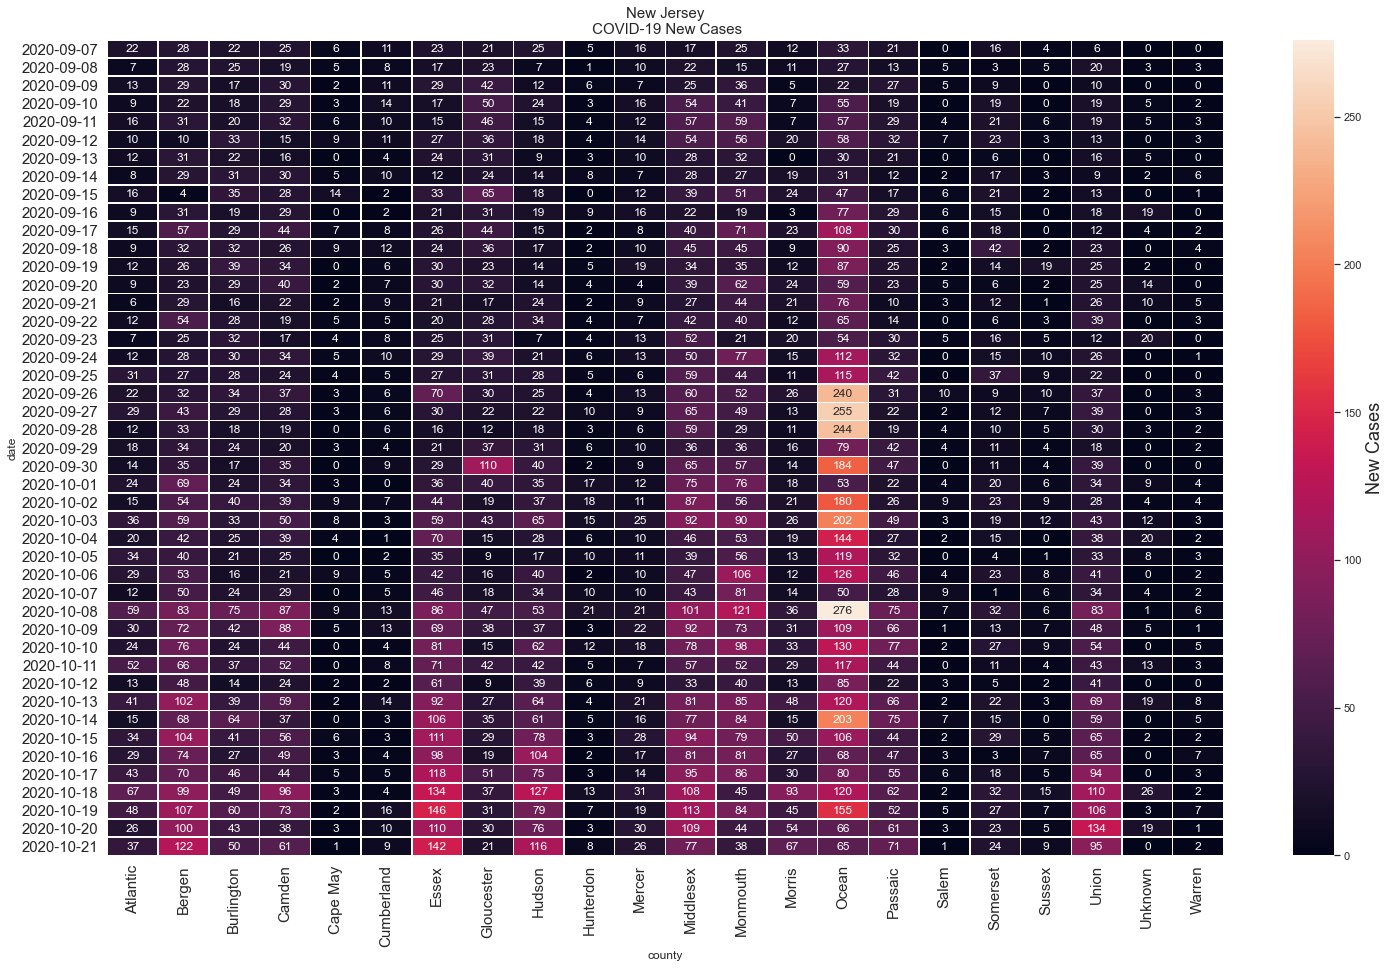 New Jersey
COVID-19 New Cases
2020-09-07 22 28 22 25 6 11 23 21 25 5 16 17 25 12 33 21 0 16 4 6 0 0
2020-09-08 7 28 25 19 5 8 17 23 7 1 10 22 15 11 27 13 5 3 5 20 3 3
2020-09-09 13 29 17 30 2 11 29 42 12 6 7 25 36 5 22 27 5 9 0 10 0 0
2020-09-10 9 22 18 29 3 14 17 50 24 3 16 54 41 7 55 19 0 19 0 19 5 2
2020-09-11 16 31 20 32 6 10 15 46 15 4 12 57 59 7 57 29 4 21 6 19 5 3
2020-09-12 10 10 33 15 9 11 27 36 18 4 14 54 56 20 58 32 7 23 3 13 0 3
2020-09-13 12 31 22 16 0 4 24 31 9 3 10 28 32 0 30 21 0 6 0 16 5 0
2020-09-14 8 29 31 30 5 10 12 24 14 8 7 28 27 19 31 12 2 17 3 9 2 6
2020-09-15 16 4 35 28 14 2 33 65 18 0 12 39 51 24 47 17 6 21 2 13 0 1
2020-09-16 9 31 19 29 0 2 21 31 19 9 16 22 19 3 77 29 6 15 0 18 19 0
2020-09-17 15 57 29 44 7 8 26 44 15 2 8 40 71 23 108 30 6 18 0 12 4 2
2020-09-18 9 32 32 26 9 12 24 36 17 2 10 45 45 9 90 25 3 42 2 23 0 4
2020-09-19 12 26 39 34 0 6 30 23 14 5 19 34 35 12 87 25 2 14 19 25 2 0
2020-09-20 9 23 29 40 2 7 30 32 14 4 4 39 62 24 59 23 5 6 2 25 14 0
2020-09-21 6 29 16 22 2 9 21 17 24 2 9 27 44 21 76 10 3 12 1 26 10 5
2020-09-22 12 54 28 19 5 5 20 28 34 4 7 42 40 12 65 14 0 6 3 39 0 3
2020-09-23 7 25 32 17 4 8 25 31 7 4 13 52 21 20 54 30 5 16 5 12 20 0
2020-09-24 12 28 30 34 5 10 29 39 21 6 13 50 77 15 112 32 0 15 10 26 0 1
2020-09-25 31 27 28 24 4 5 27 31 28 5 6 59 44 11 115 42 0 37 9 22 0 0
2020-09-26 22 32 34 37 3 6 70 30 25 4 13 60 52 26 240 31 10 9 10 37 0 3
2020-09-27 29 43 29 28 3 6 30 22 22 10 9 65 49 13 255 22 2 12 7 39 0 3
2020-09-28 12 33 18 19 0 6 16 12 18 3 6 59 29 11 244 19 4 10 5 30 3 2
2020-09-29 18 34 24 20 3 4 21 37 31 6 10 36 36 16 79 42 4 11 4 18 0 2
2020-09-30 14 35 17 35 0 9 29 110 40 2 9 65 57 14 184 47 0 11 4 39 0 0
2020-10-01 24 69 24 34 3 0 36 40 35 17 12 75 76 18 53 22 4 20 6 34 9 4
2020-10-02 15 54 40 39 9 7 44 19 37 18 11 87 56 21 180 26 9 23 9 28 4 4
2020-10-03 36 59 33 50 8 3 59 43 65 15 25 92 90 26 202 49 3 19 12 43 12 3
2020-10-04 20 42 25 39 4 1 70 15 28 6 10 46 53 19 144 27 2 15 0 38 20 2
2020-10-05 34 40 21 25 0 2 35 9 17 10 11 39 56 13 119 32 0 4 1 33 8 3
2020-10-06 29 53 16 21 9 5 42 16 40 2 10 47 106 12 126 46 4 23 8 41 0 2
2020-10-07 12 50 24 29 0 5 46 18 34 10 10 43 81 14 50 28 9 1 6 34 4 2
2020-10-08 59 83 75 87 9 13 86 47 53 21 21 101 121 36 276 75 7 32 6 83 1 6
2020-10-09 30 72 42 88 5 13 69 38 37 3 22 92 73 31 109 66 1 13 7 48 5 1
2020-10-10 24 76 24 44 0 4 81 15 62 12 18 78 98 33 130 77 2 27 9 54 0 5
2020-10-11 52 66 37 52 0 8 71 42 42 5 7 57 52 29 117 44 0 11 4 43 13 3
2020-10-12 13 48 14 24 2 2 61 9 39 6 9 33 40 13 85 22 3 5 2 41 0 0
2020-10-13 41 102 39 59 2 14 92 27 64 4 21 81 85 48 120 66 2 22 3 69 19 8
2020-10-14 15 68 64 37 0 3 106 35 61 5 16 77 84 15 203 75 7 15 0 59 0 5
2020-10-15 34 104 41 56 6 3 111 29 78 3 28 94 79 50 106 44 2 29 5 65 2 2
2020-10-16 29 74 27 49 3 4 98 19 104 2 17 81 81 27 68 47 3 3 7 65 0 7
2020-10-17 43 70 46 44 5 5 118 51 75 3 14 95 86 30 80 55 6 18 5 94 0 3
2020-10-18 67 99 49 96 3 4 134 37 127 13 31 108 45 93 120 62 2 32 15 110 26 2
2020-10-19 48 107 60 73 2 16 146 31 79 7 19 113 84 45 155 52 5 27 7 106 3 7
2020-10-20 26 100 43 38 3 10 110 30 76 3 30 109 44 54 66 61 3 23 5 134 19 1
2020-10-21 37 122 50 61 1 9 142 21 116 8 26 77 38 67 65 71 1 24 9 95 0 2
Atlantic Bergen Burlington Camden Cape May Cumberland Essex Gloucester Hudson Hunterdon Mercer Middlesex Monmouth Morris Ocean Passaic Salem Somerset Sussex Union Unknown Warren
county
date
250
200
150
100
50
0
New Cases